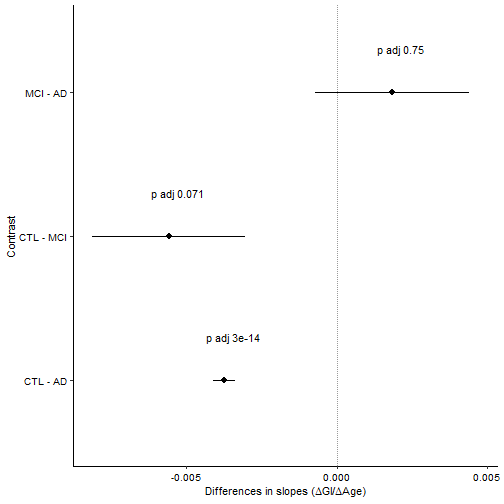 p adj 0.75
MCI - AD
p adj 0.071
CTL - MCI
Contrast
p adj 3e-14
CTL - AD
-0.005
0.000
0.005
Differences in slopes (ΔGI/ΔAge)